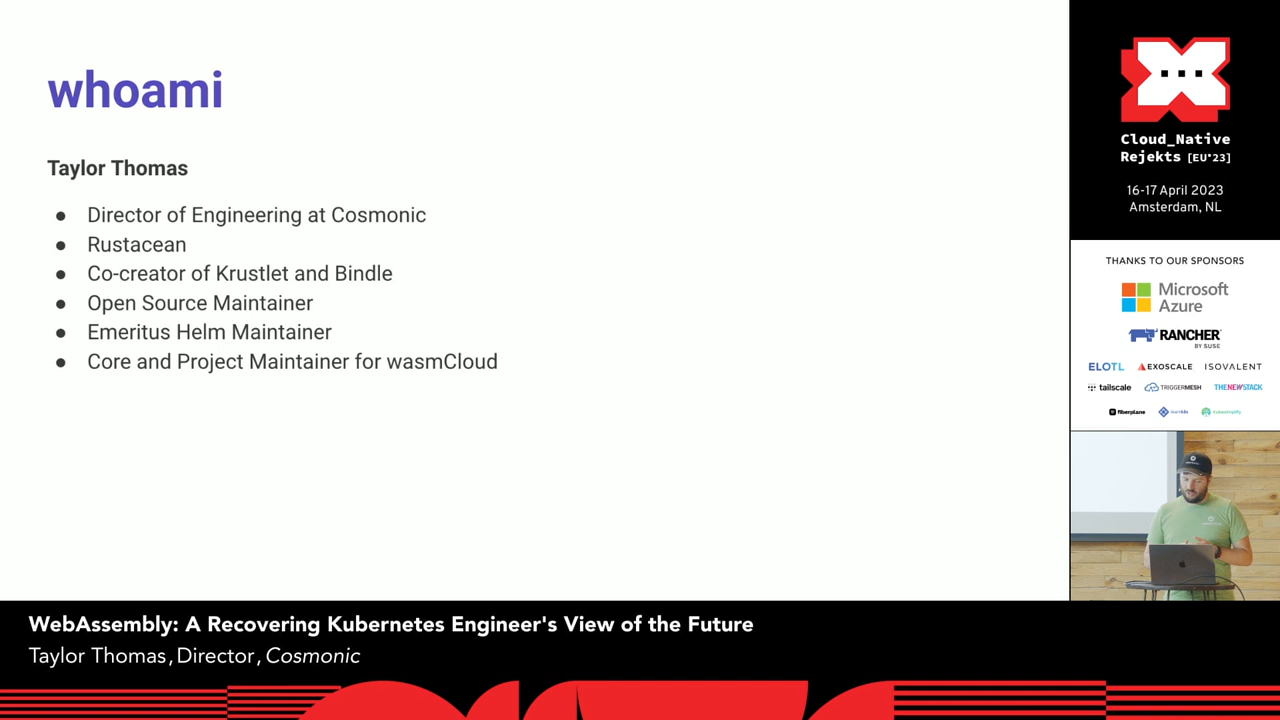 whoami
Taylor Thomas
● Director of Engineering at Cosmonic
● Rustacean
● Co-creator of Krustlet and Bindle
● Open Source Maintainer
● Emeritus Helm Maintainer
● Core and Project Maintainer for wasmCloud
Cloud_Native
Rejekts [EU'23]
16-17 April 2023
Amsterdam, NL
THANKS TO OUR SPONSORS
Microsoft
Azure
RANCHER
BY SUSE
ELOTL EXOSCALE ISOVALENT
tailscale TRIGGERMESH THENEWSTACK
fiberplane
WebAssembly: A Recovering Kubernetes Engineer's View of the Future
Taylor Thomas, Director, Cosmonic